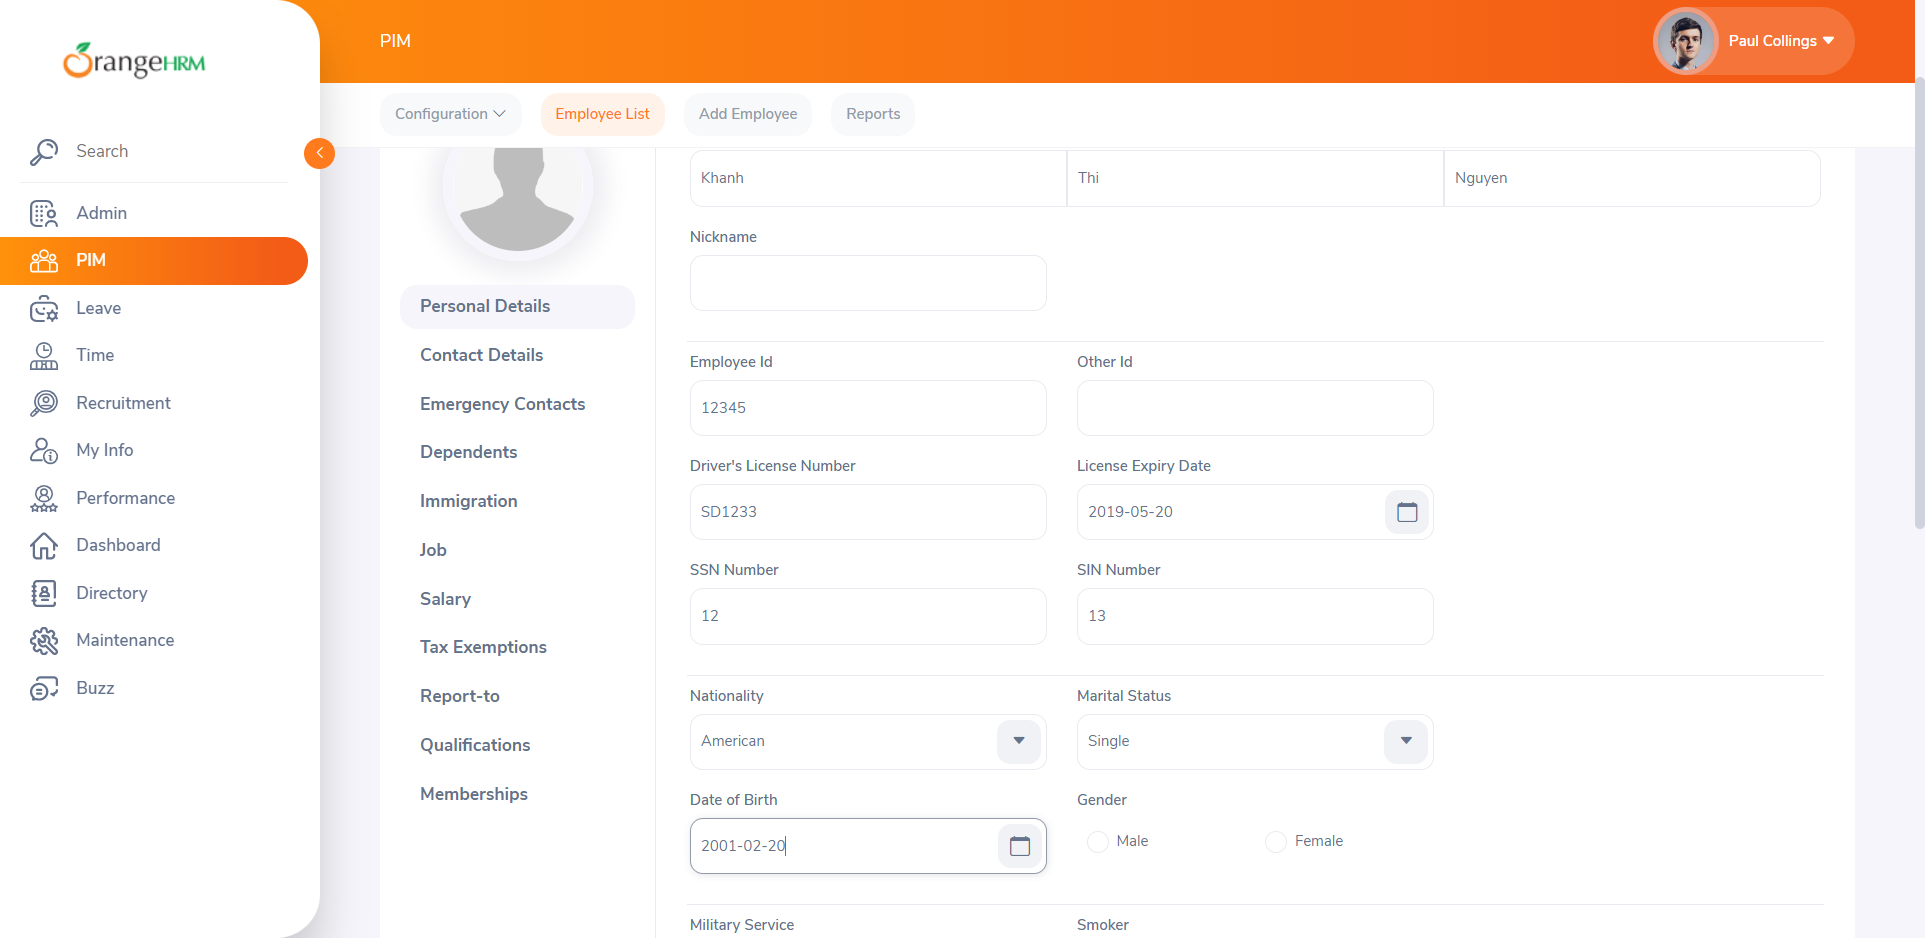 OrangeHRM
PIM
Paul Collings
Configuration
Employee List
Add Employee
Reports
Search
Admin
PIM
Leave
Time
Recruitment
My Info
Performance
Dashboard
Directory
Maintenance
Buzz
Personal Details
Contact Details
Emergency Contacts
Dependents
Immigration
Job
Salary
Tax Exemptions
Report-to
Qualifications
Memberships
Khanh Thi Nguyen
Nickname
Employee Id Other Id
12345
Driver's License Number License Expiry Date
SD1233 2019-05-20
SSN Number SIN Number
12 13
Nationality Marital Status
American Single
Date of Birth Gender
2001-02-20 Male Female
Military Service Smoker